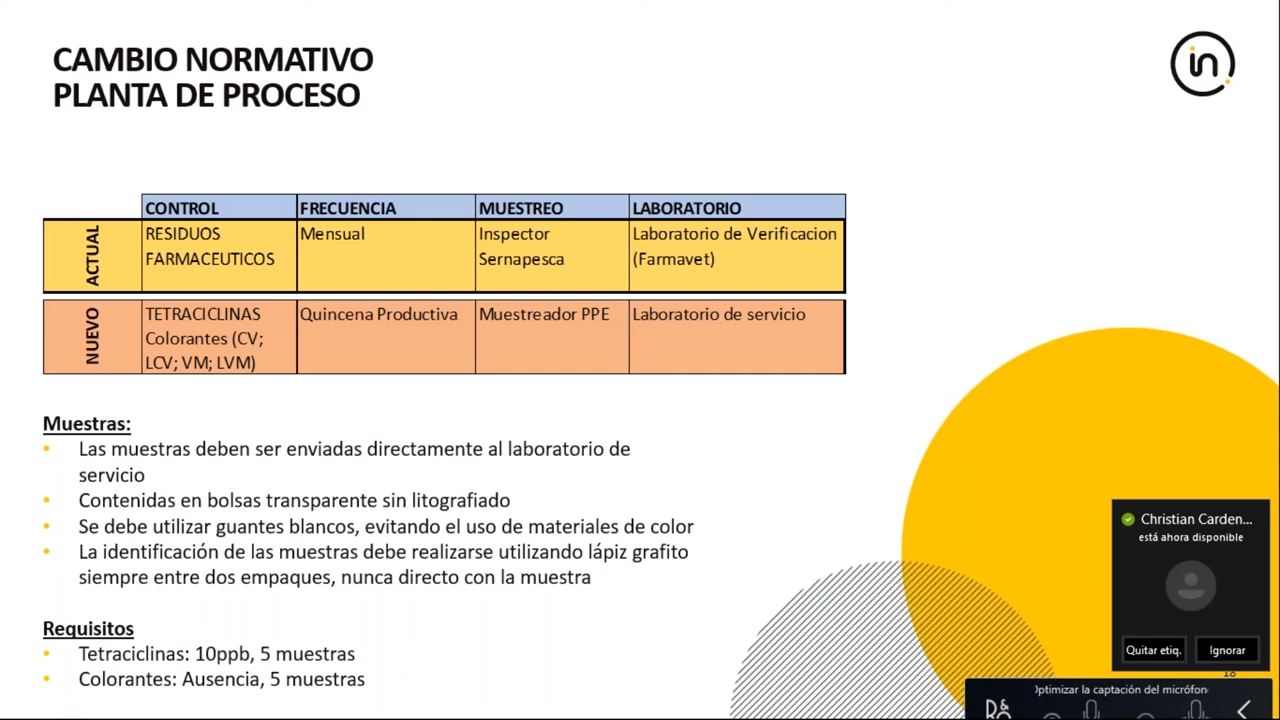 CAMBIO NORMATIVO
PLANTA DE PROCESO
in
CONTROL FRECUENCIA MUESTREO LABORATORIO
ACTUAL
RESIDUOS FARMACEUTICOS
Mensual
Inspector Sernapesca
Laboratorio de Verificacion (Farmavet)
NUEVO
TETRACICLINAS Colorantes (CV; LCV; VM; LVM)
Quincena Productiva
Muestreador PPE
Laboratorio de servicio
Muestras:
• Las muestras deben ser enviadas directamente al laboratorio de
servicio
• Contenidas en bolsas transparente sin litografiado
• Se debe utilizar guantes blancos, evitando el uso de materiales de color
• La identificación de las muestras debe realizarse utilizando lápiz grafito
siempre entre dos empaques, nunca directo con la muestra
Requisitos
• Tetraciclinas: 10ppb, 5 muestras
• Colorantes: Ausencia, 5 muestras
Christian Carden...
está ahora disponible
Quitar etiq. Ignorar
18
Optimizar la captación del micrófon